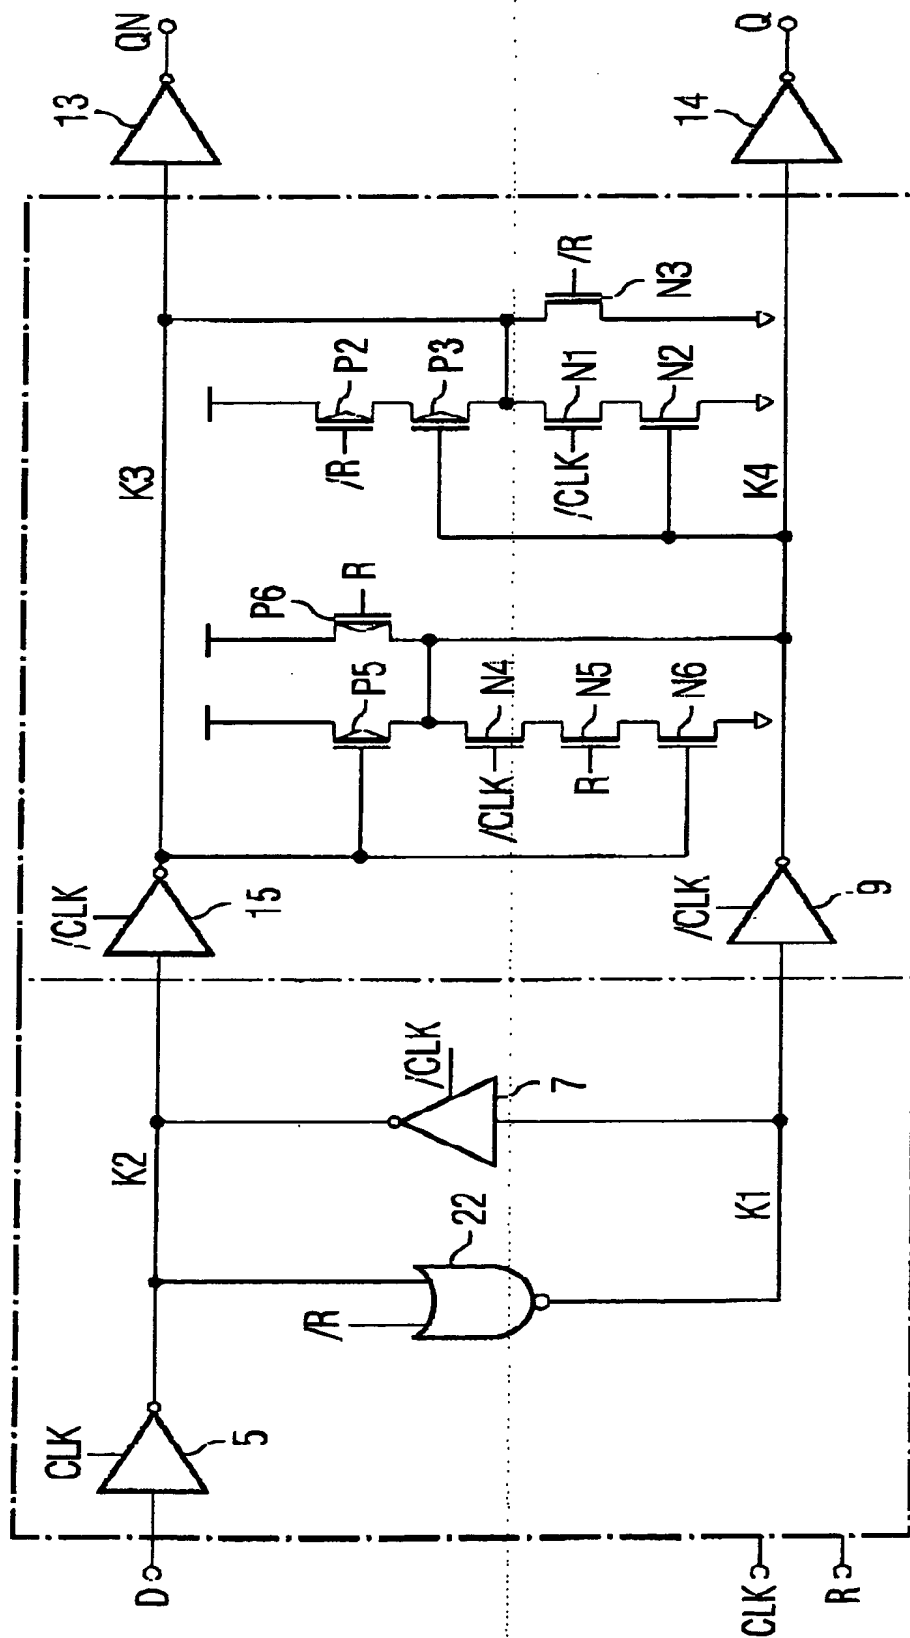 QN
13
Q
14
/R
N3
P2
P3
N1
N2
/R
/CLK
K3
K4
P6
R
P5
N4
N5
N6
/CLK
R
/CLK
15
/CLK
9
/CLK
7
K2
K1
22
/R
CLK
5
D
CLK
R